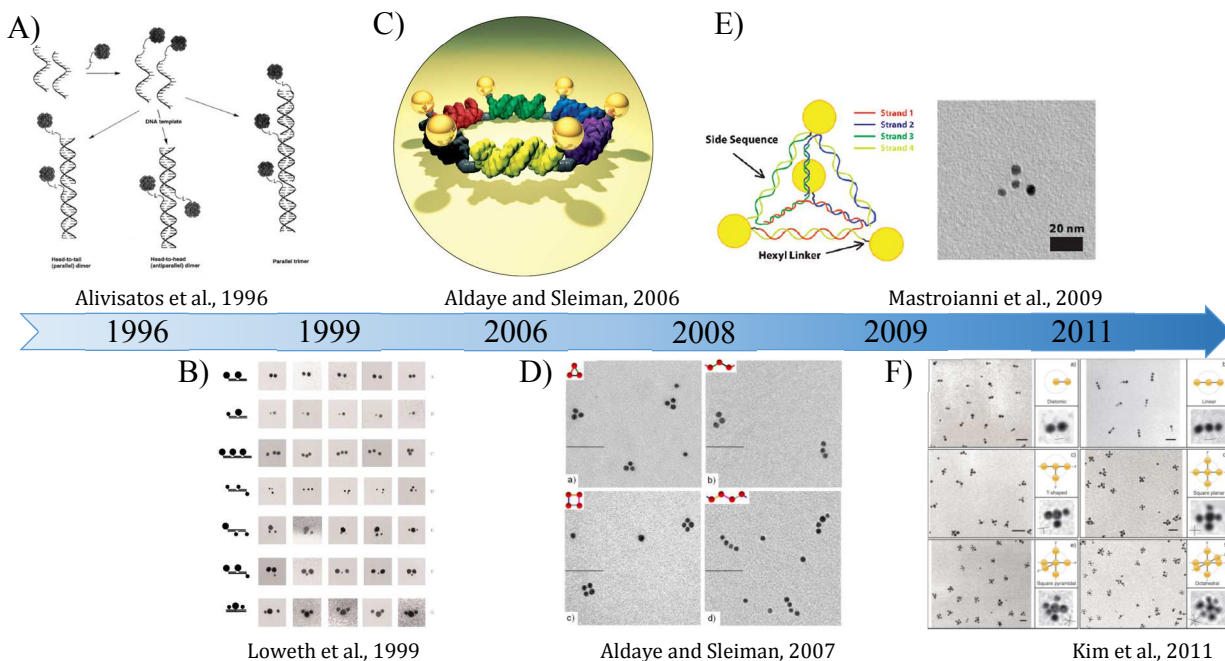 A)
DNA template
Head-to-tail
(parallel) dimer
Head-to-head
(antiparallel) dimer
Parallel trimer
Alivisatos et al., 1996
C)
Aldaye and Sleiman, 2006
E)
Strand 1
Strand 2
Strand 3
Strand 4
Side Sequence
Hexyl Linker
20 nm
Mastroianni et al., 2009
1996 1999 2006 2008 2009 2011
B)
Loweth et al., 1999
D)
a)
b)
c)
d)
Aldaye and Sleiman, 2007
F)
a)
Diatomic
b
Linear
c)
T-shaped
d
Square planar
e)
Square pyramidal
Octahedral
Kim et al., 2011